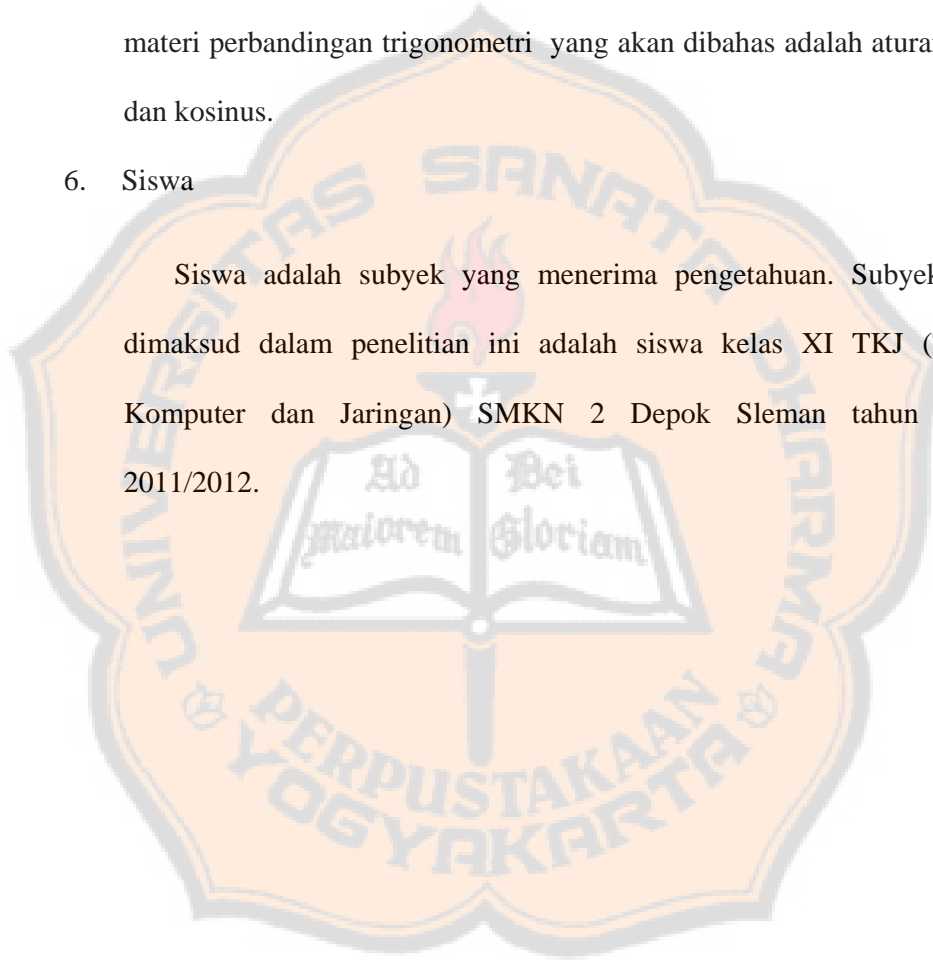 materi perbandingan trigonometri yang akan dibahas adalah
dan kosinus.
6. Siswa
Siswa adalah subyek yang menerima pengetahuan. Subyek
dimaksud dalam penelitian ini adalah siswa kelas XI TKJ (
Komputer dan Jaringan) SMKN 2 Depok Sleman tahun
2011/2012.
UNIVERSITAS SANATA DHARMA
Ad Dei
maiorem Gloriam
PERPUSTAKAAN
YOGYAKARTA